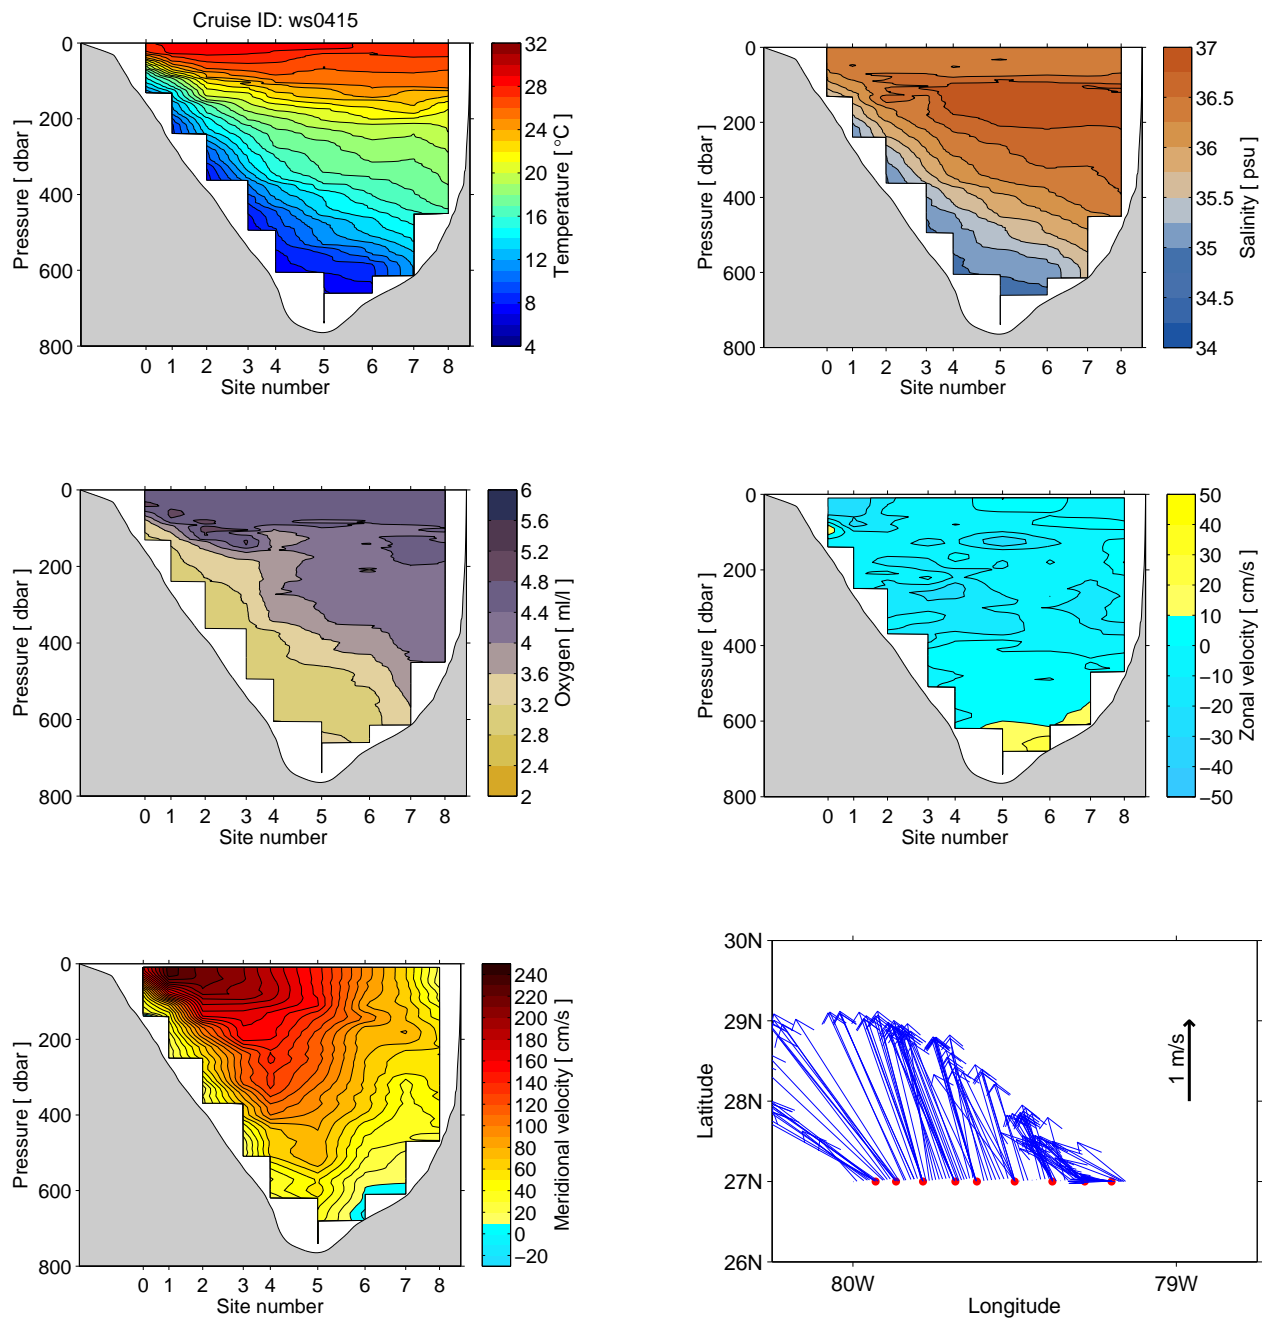 Cruise ID: ws0415
0
200
400
600
800
Pressure [ dbar ]
0 1 2 3 4 5 6 7 8
Site number
32
28
24
20
16
12
8
4
Temperature [ °C ]
0
200
400
600
800
Pressure [ dbar ]
0 1 2 3 4 5 6 7 8
Site number
37
36.5
36
35.5
35
34.5
34
Salinity [ psu ]
0
200
400
600
800
Pressure [ dbar ]
0 1 2 3 4 5 6 7 8
Site number
6
5.6
5.2
4.8
4.4
4
3.6
3.2
2.8
2.4
2
Oxygen [ ml/l ]
0
200
400
600
800
Pressure [ dbar ]
0 1 2 3 4 5 6 7 8
Site number
50
40
30
20
10
0
−10
−20
−30
−40
−50
Zonal velocity [ cm/s ]
0
200
400
600
800
Pressure [ dbar ]
0 1 2 3 4 5 6 7 8
Site number
240
220
200
180
160
140
120
100
80
60
40
20
0
−20
Meridional velocity [ cm/s ]
30N
29N
28N
27N
26N
Latitude
1 m/s
80W 79W
Longitude